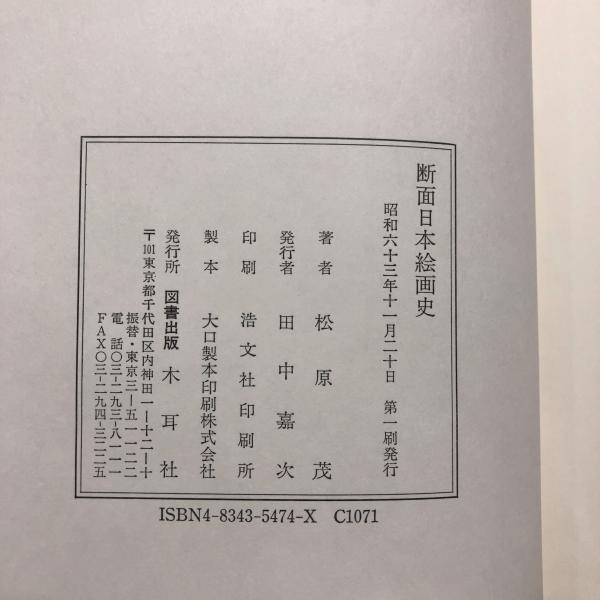 断面日本絵画史
昭和六十三年十一月二十日 第一刷発行
著者 松原茂
発行者 田中嘉次
印刷 浩文社印刷所
製本 大口製本印刷株式会社
発行所 図書出版 木耳社
〒101東京都千代田区内神田一ー十二ー十
振替・東京三ー五一一二二
電話〇三ー二九三ー八一一一
FAX〇三ー二九四ー三二二五
ISBN4-8343-5474-X C1071